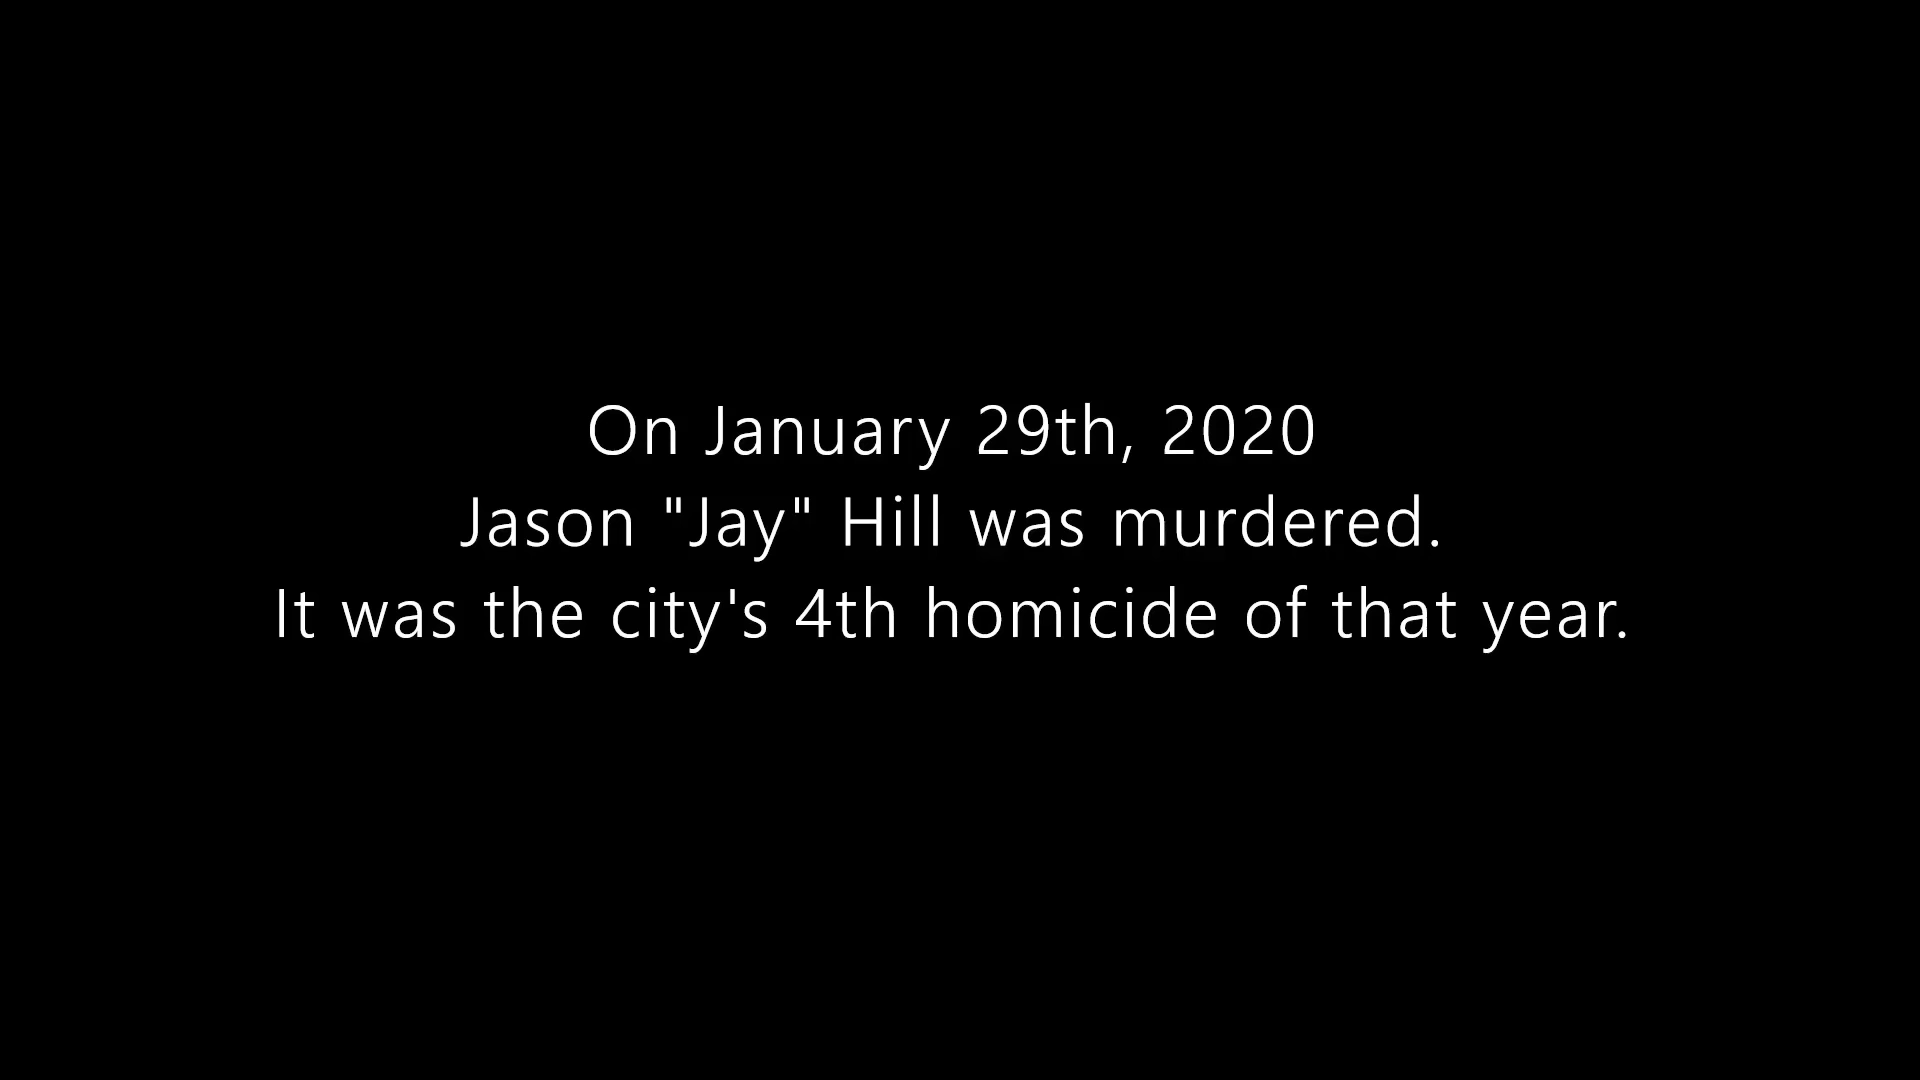 On January 29th, 2020
Jason "Jay" Hill was murdered.
It was the city's 4th homicide of that year.